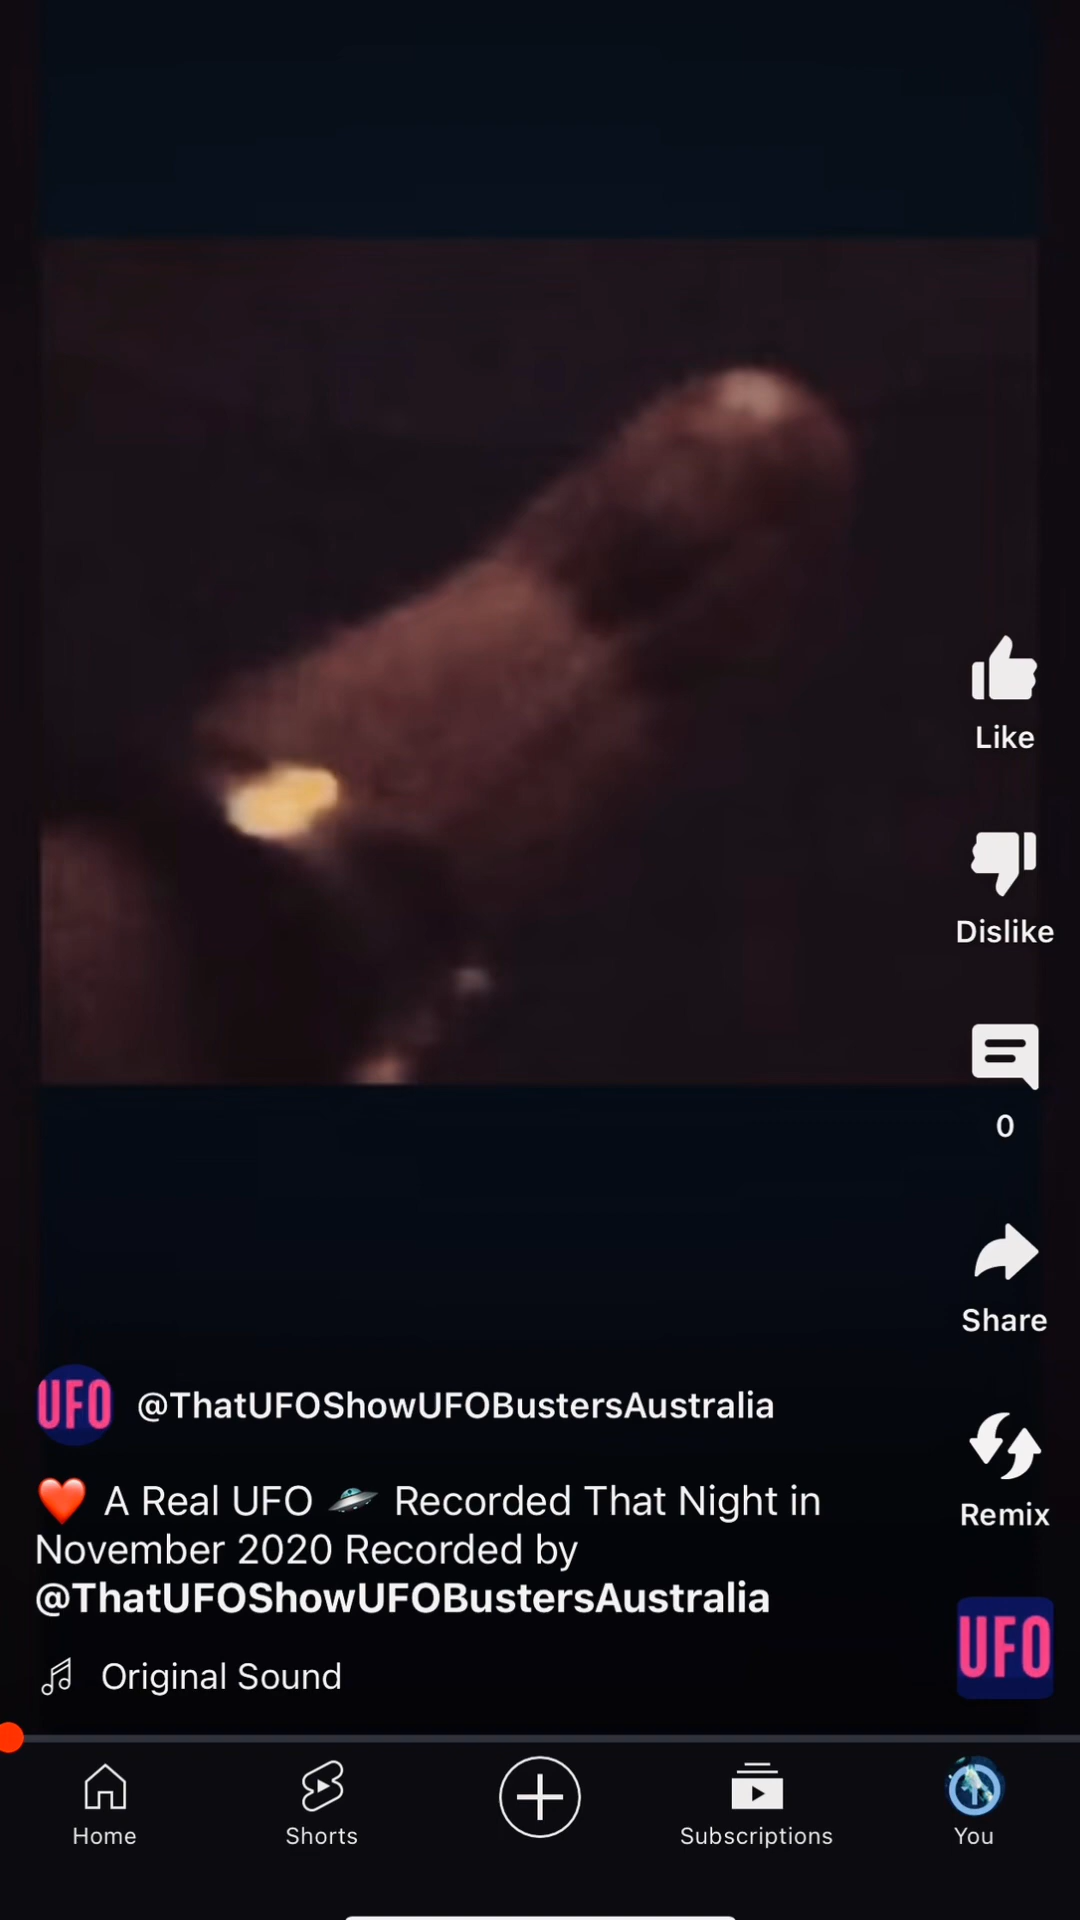 Like
Dislike
0
Share
UFO @ThatUFOShowUFOBustersAustralia
Remix
❤️ A Real UFO 🛸 Recorded That Night in
November 2020 Recorded by
@ThatUFOShowUFOBustersAustralia
UFO
Original Sound
Home
Shorts
Subscriptions
You